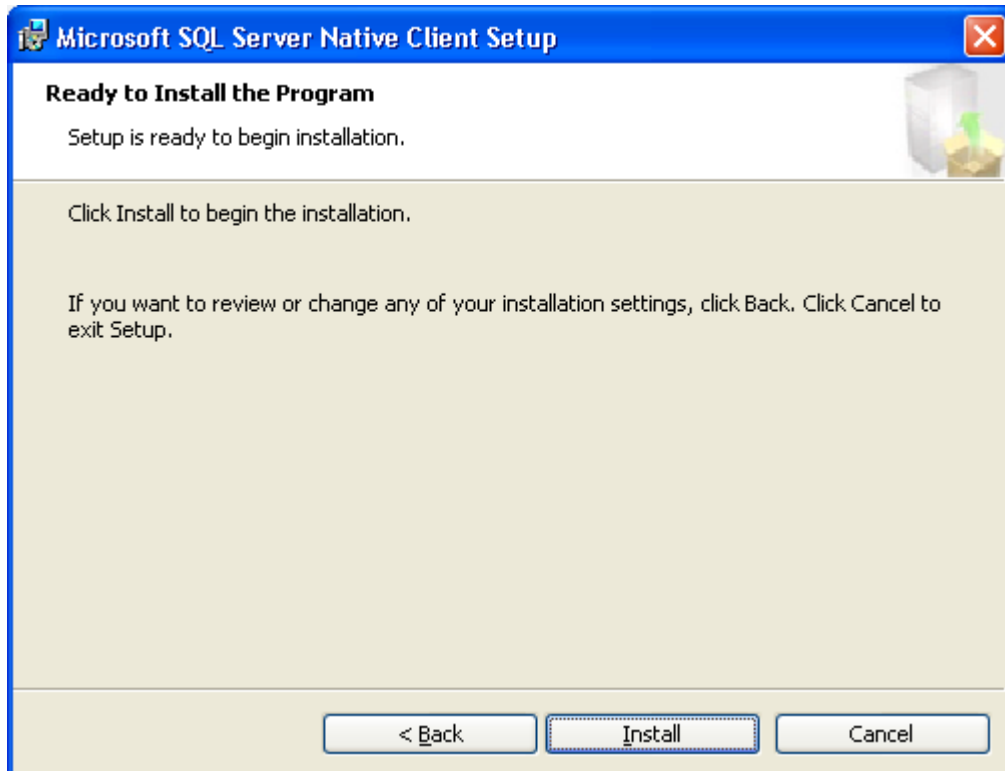 Microsoft SQL Server Native Client Setup
Ready to Install the Program
Setup is ready to begin installation.
Click Install to begin the installation.
If you want to review or change any of your installation settings, click Back. Click Cancel to
exit Setup.
< Back
Install
Cancel